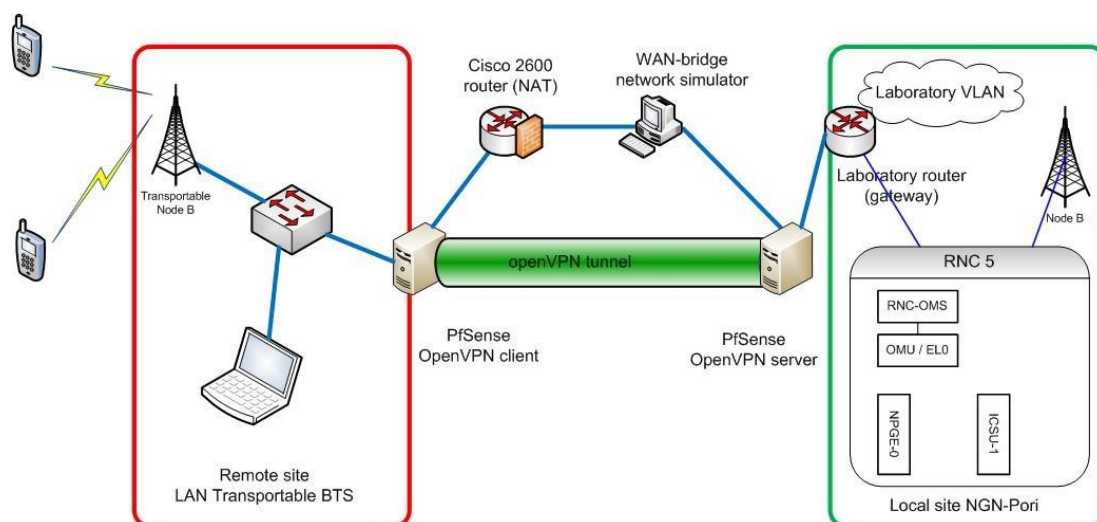 Cisco 2600
router (NAT)
WAN-bridge
network simulator
Laboratory VLAN
Transportable
Node B
Laboratory router
(gateway)
Node B
openVPN tunnel
RNC 5
RNC-OMS
OMU / EL0
PfSense
OpenVPN client
PfSense
OpenVPN server
NPGE-0
ICSU-1
Remote site
LAN Transportable BTS
Local site NGN-Pori